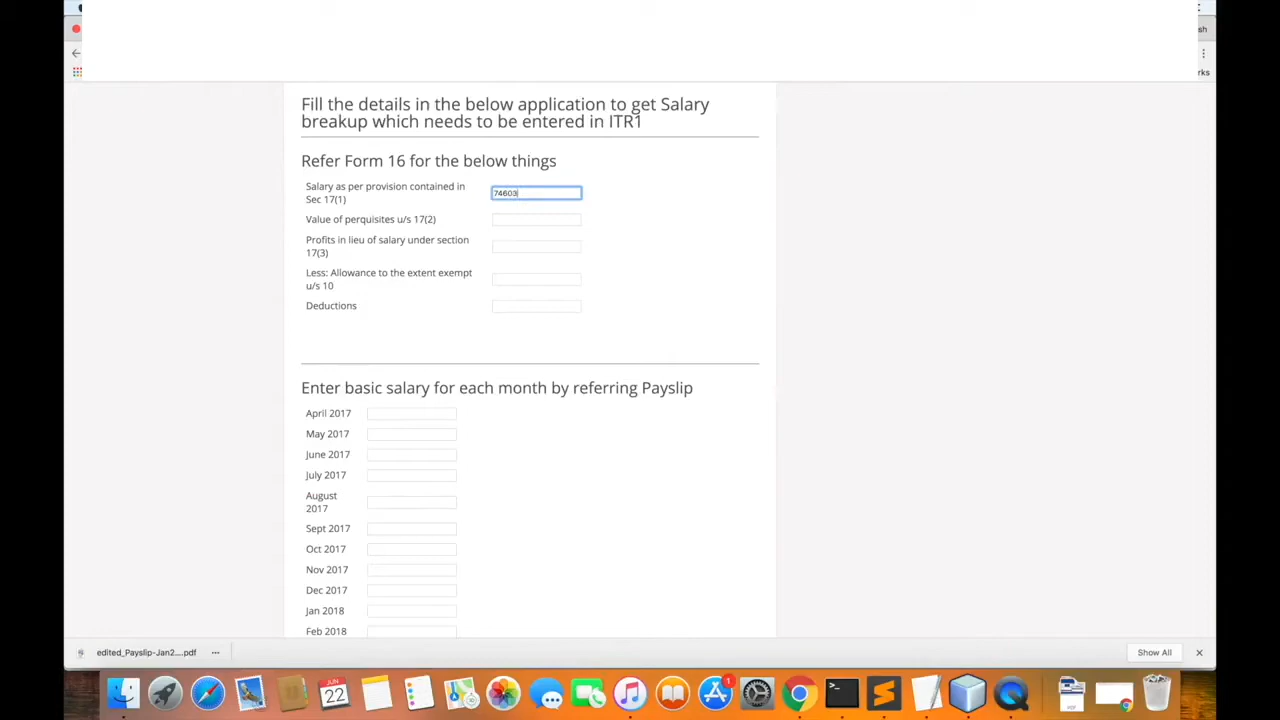 sh
rks
Fill the details in the below application to get Salary
breakup which needs to be entered in ITR1
Refer Form 16 for the below things
Salary as per provision contained in
Sec 17(1)
74603
Value of perquisites u/s 17(2)
Profits in lieu of salary under section
17(3)
Less: Allowance to the extent exempt
u/s 10
Deductions
Enter basic salary for each month by referring Payslip
April 2017
May 2017
June 2017
July 2017
August
2017
Sept 2017
Oct 2017
Nov 2017
Dec 2017
Jan 2018
Feb 2018
edited_Payslip-Jan2....pdf
Show All
JUN
22
1